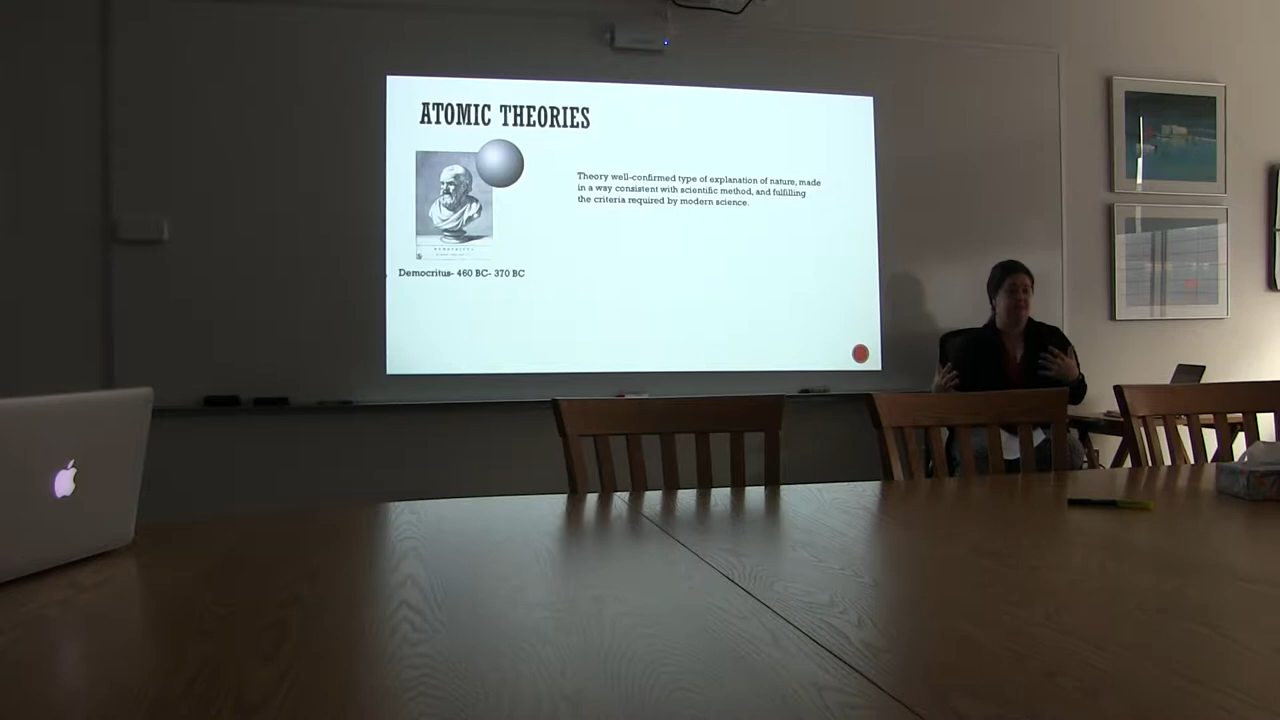 ATOMIC THEORIES
Theory well-confirmed type of explanation of nature, made
in a way consistent with scientific method, and fulfilling
the criteria required by modern science.
Democritus- 460 BC- 370 BC